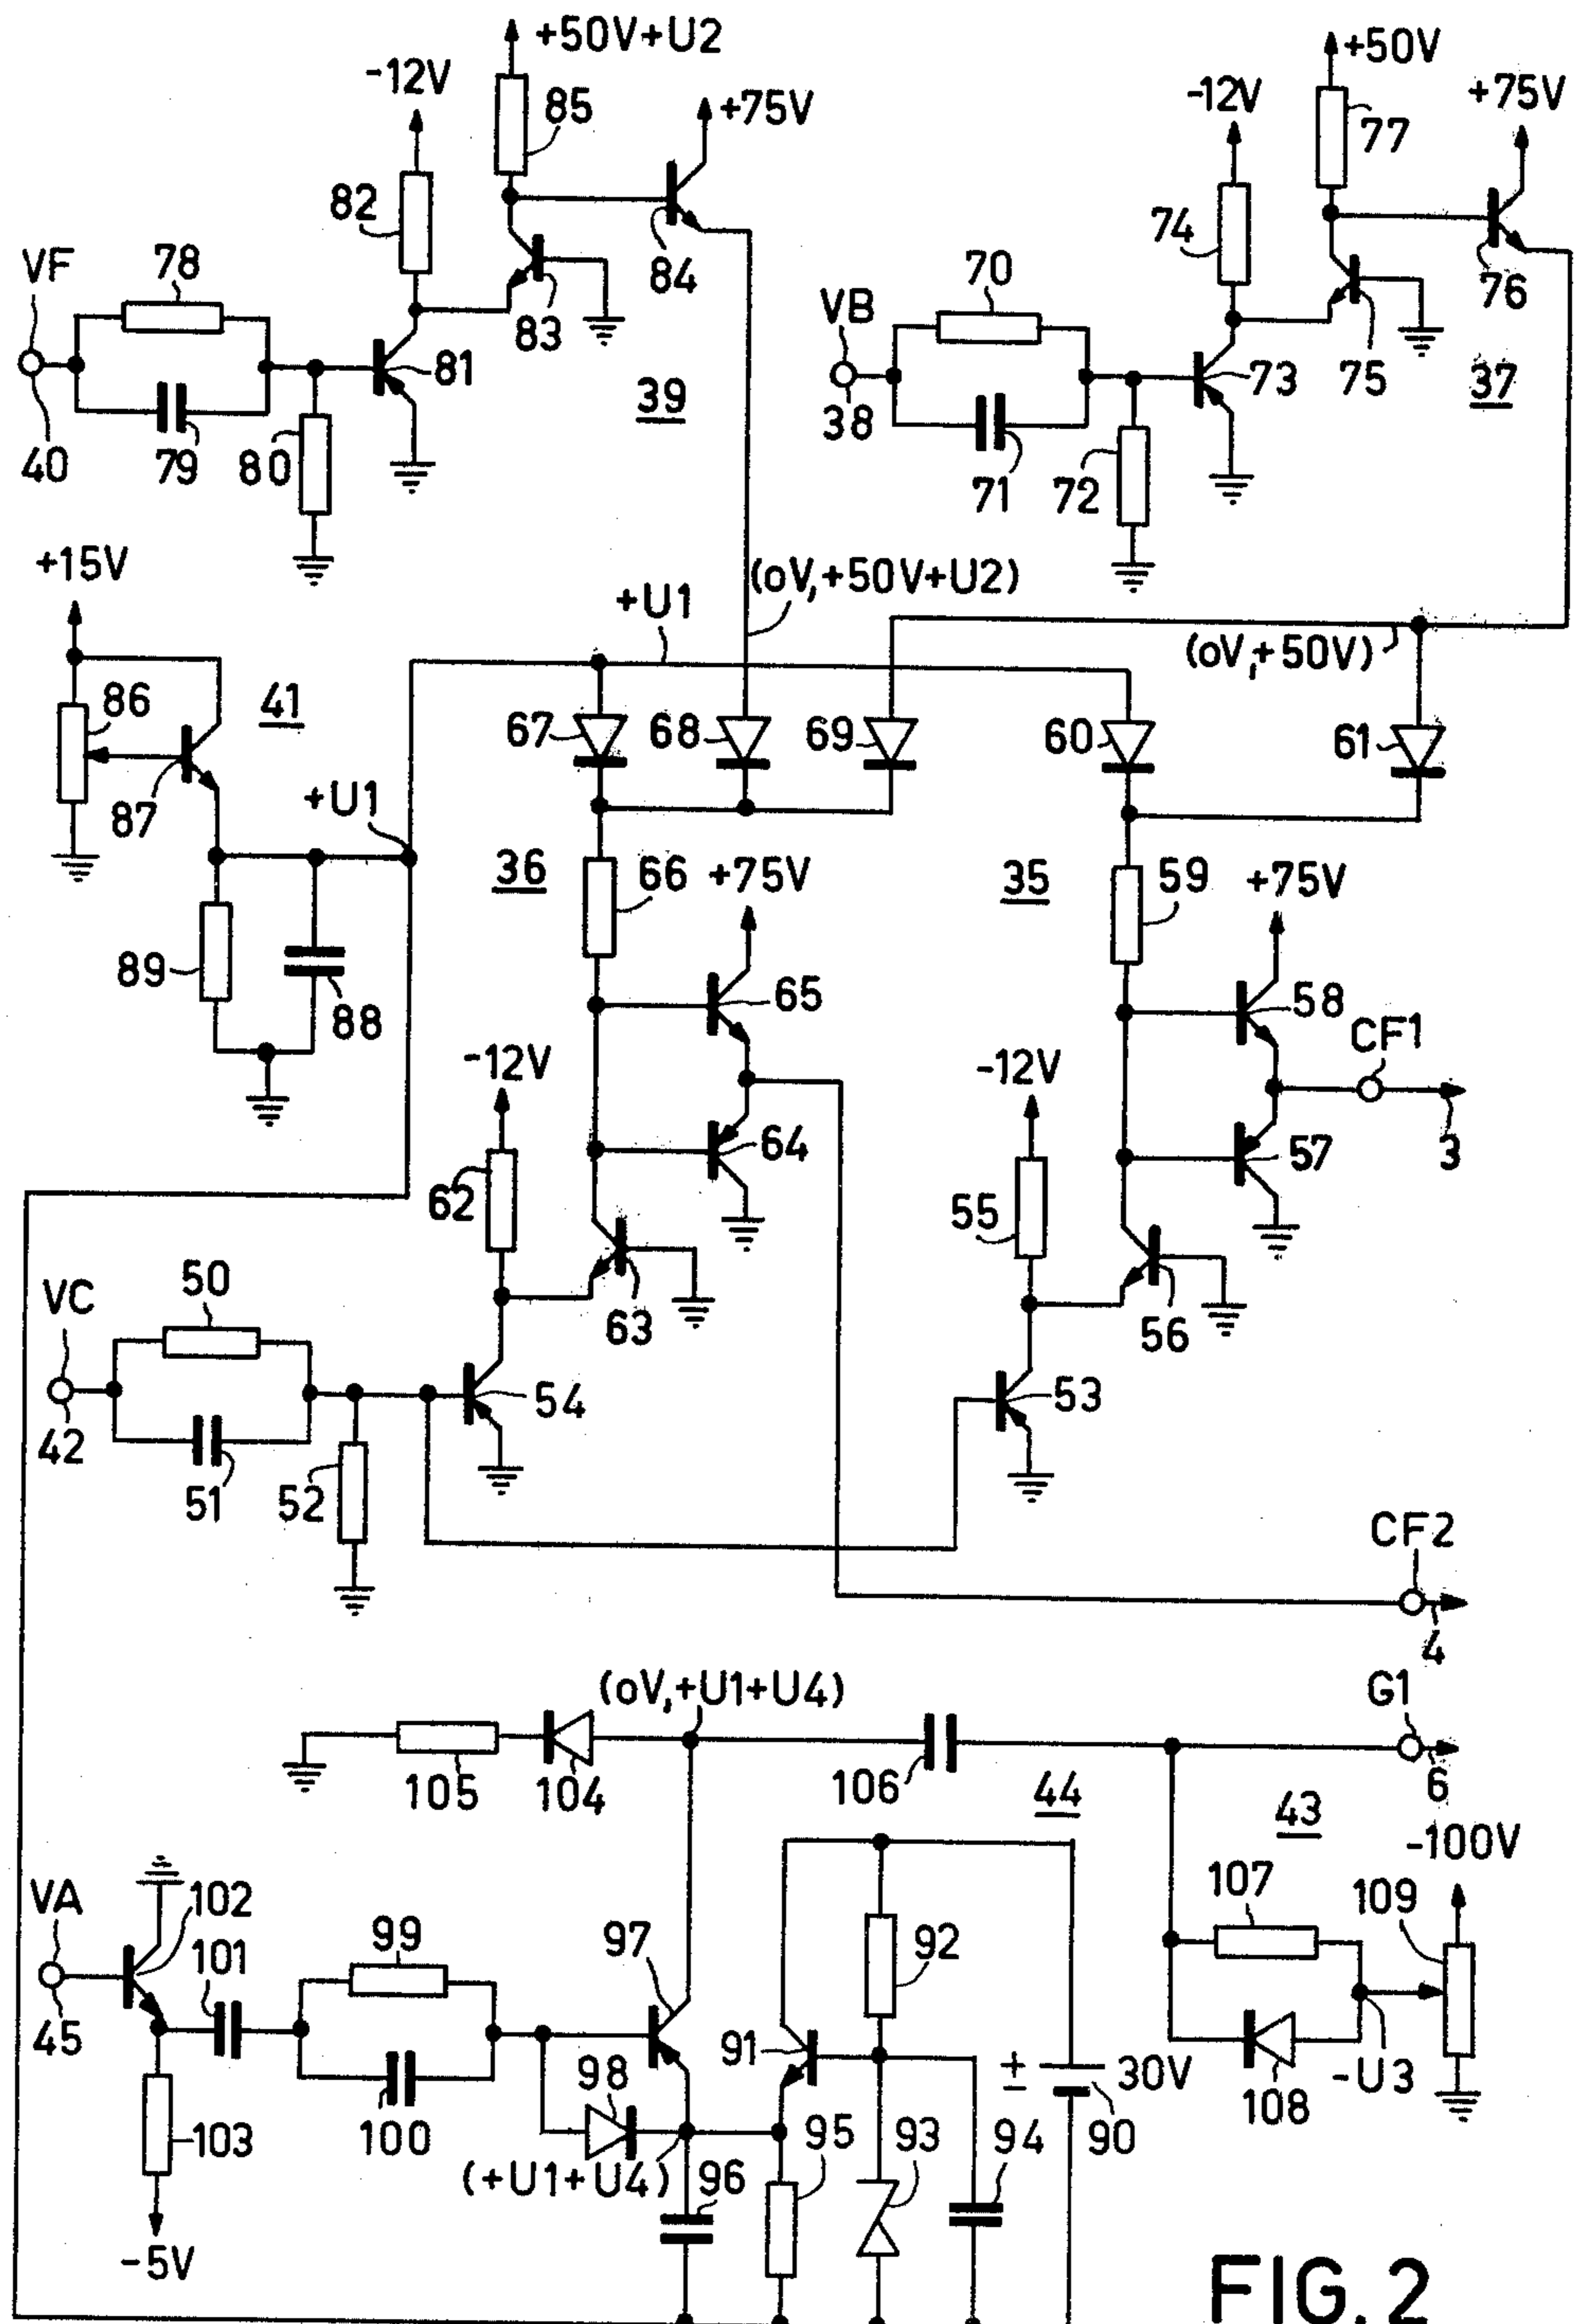 +50V+U2
+50V
-12V
85
+75V
-12V
77
+75V
82
74
VF
78
84
VB
70
76
83
81
39
73
75
37
40
79
80
38
71
72
+15V
(oV,+50V+U2)
+U1
(oV,+50V)
86
41
67
68
69
60
61
87
+U1
36
66
+75V
35
59
+75V
89
88
65
58
CF1
-12V
-12V
64
57
3
62
55
VC
50
63
56
54
53
42
51
52
CF2
4
(oV,+U1+U4)
G1
105
104
106
44
6
43
-100V
VA
102
107
109
101
99
97
92
45
91
±
30V
-U3
98
108
103
100
95
93
94
90
(+U1+U4)
96
-5V
FIG.2